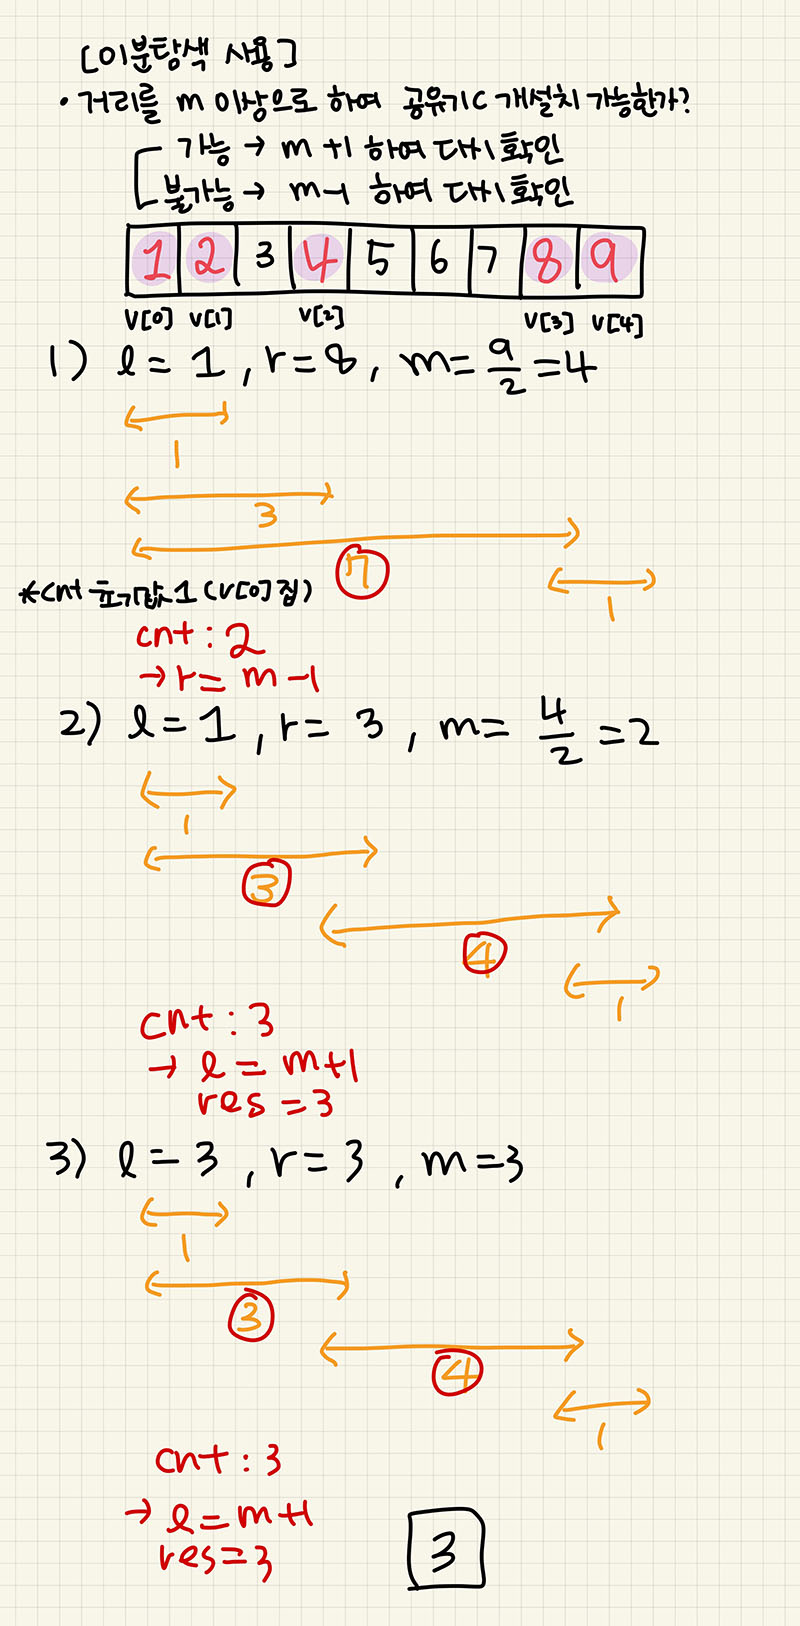 [이분탐색 사용]
• 거리를 m 이상으로 하여 공유기 C 개 설치 가능한가?
가능 → m+1 하여 다시 확인
불가능 → m-1 하여 다시 확인
1 2 3 4 5 6 7 8 9
V[0] V[1] V[2] V[3] V[4]
1) l = 1, r = 8, m = 9/2 = 4
1
3
7
1
*cnt 초기값 1 (V[0] 집)
cnt : 2
→ r = m-1
2) l = 1, r = 3, m = 4/2 = 2
1
3
4
1
cnt : 3
→ l = m+1
res = 3
3) l = 3, r = 3, m = 3
1
3
4
1
cnt : 3
→ l = m+1
res = 3
3